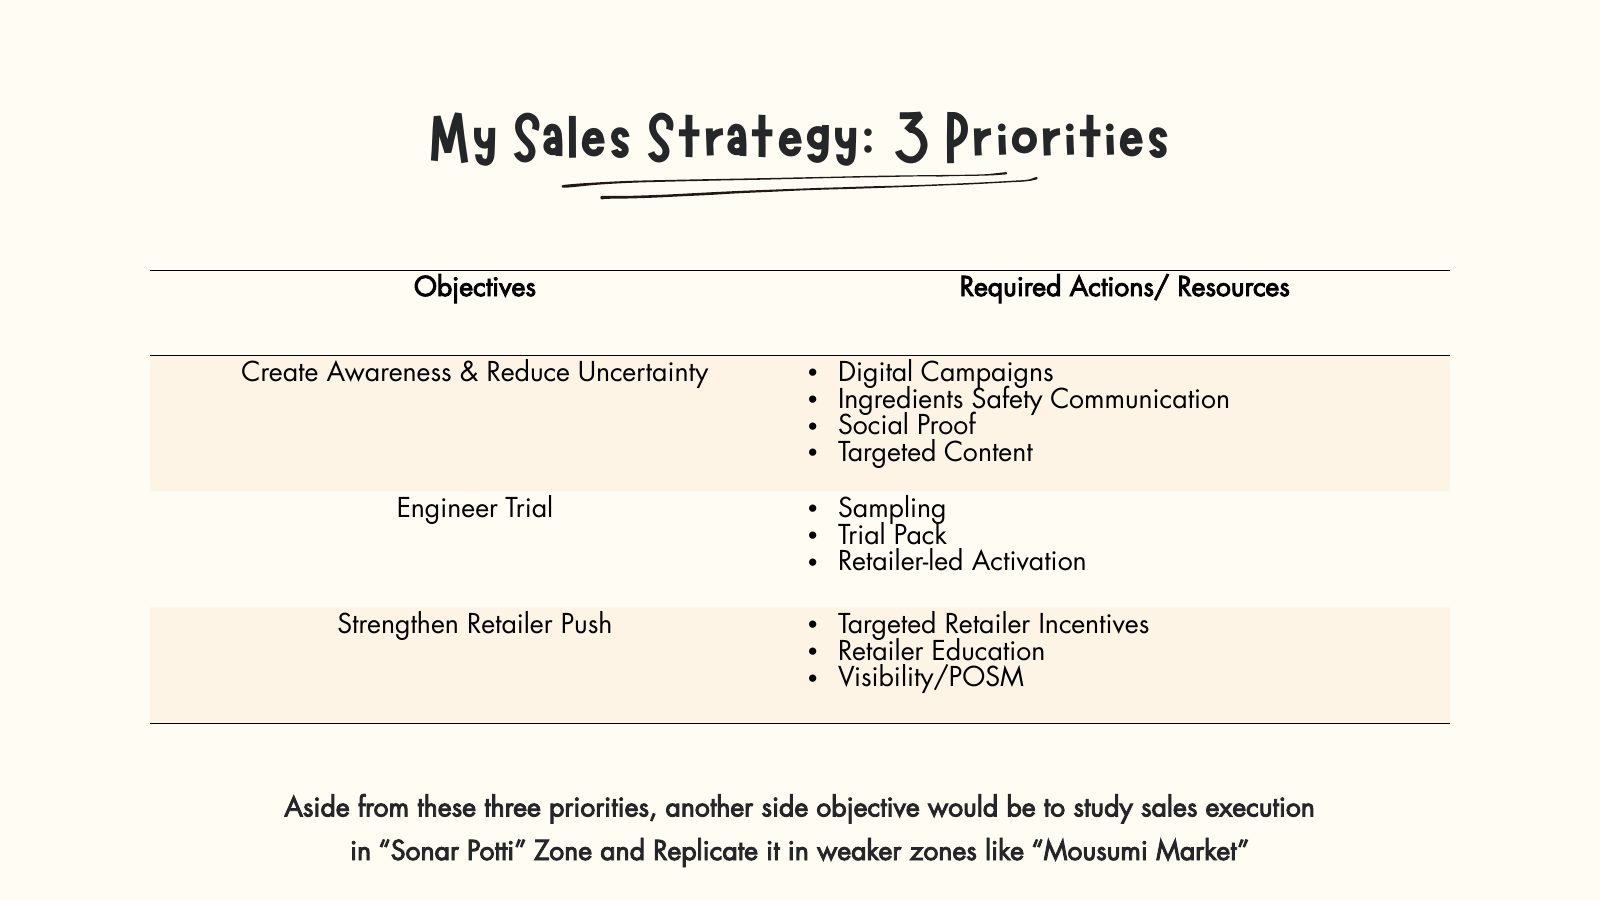 My Sales Strategy: 3 Priorities
Objectives
Required Actions/ Resources
Create Awareness & Reduce Uncertainty
• Digital Campaigns
• Ingredients Safety Communication
• Social Proof
• Targeted Content
Engineer Trial
• Sampling
• Trial Pack
• Retailer-led Activation
Strengthen Retailer Push
• Targeted Retailer Incentives
• Retailer Education
• Visibility/POSM
Aside from these three priorities, another side objective would be to study sales execution
in “Sonar Potti” Zone and Replicate it in weaker zones like “Mousumi Market”